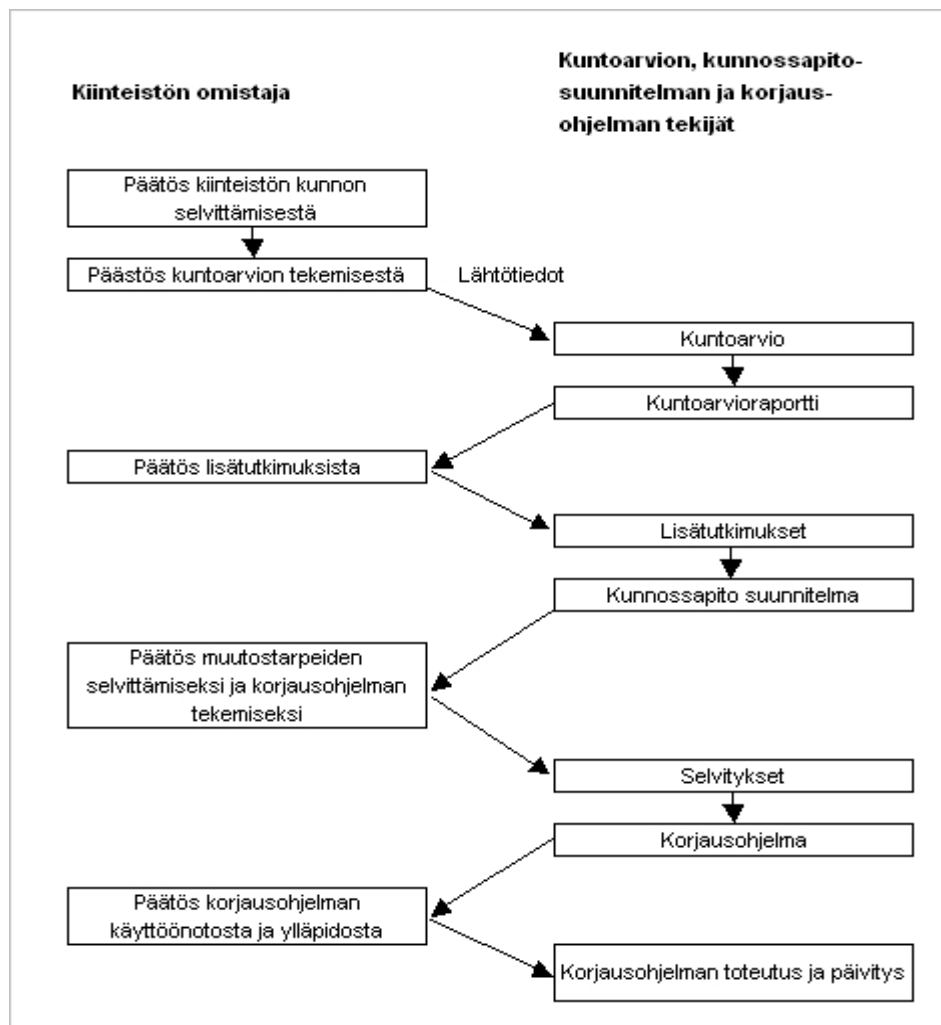 Kiinteistön omistaja
Kuntoarvion, kunnossapito-
suunnitelman ja korjaus-
ohjelman tekijät
Päätös kiinteistön kunnon
selvittämisestä
Päästös kuntoarvion tekemisestä
Lähtötiedot
Kuntoarvio
Kuntoarvioraportti
Päätös lisätutkimuksista
Lisätutkimukset
Kunnossapito suunnitelma
Päätös muutostarpeiden
selvittämiseksi ja korjausohjelman
tekemiseksi
Selvitykset
Korjausohjelma
Päätös korjausohjelman
käyttöönotosta ja ylläpidosta
Korjausohjelman toteutus ja päivitys